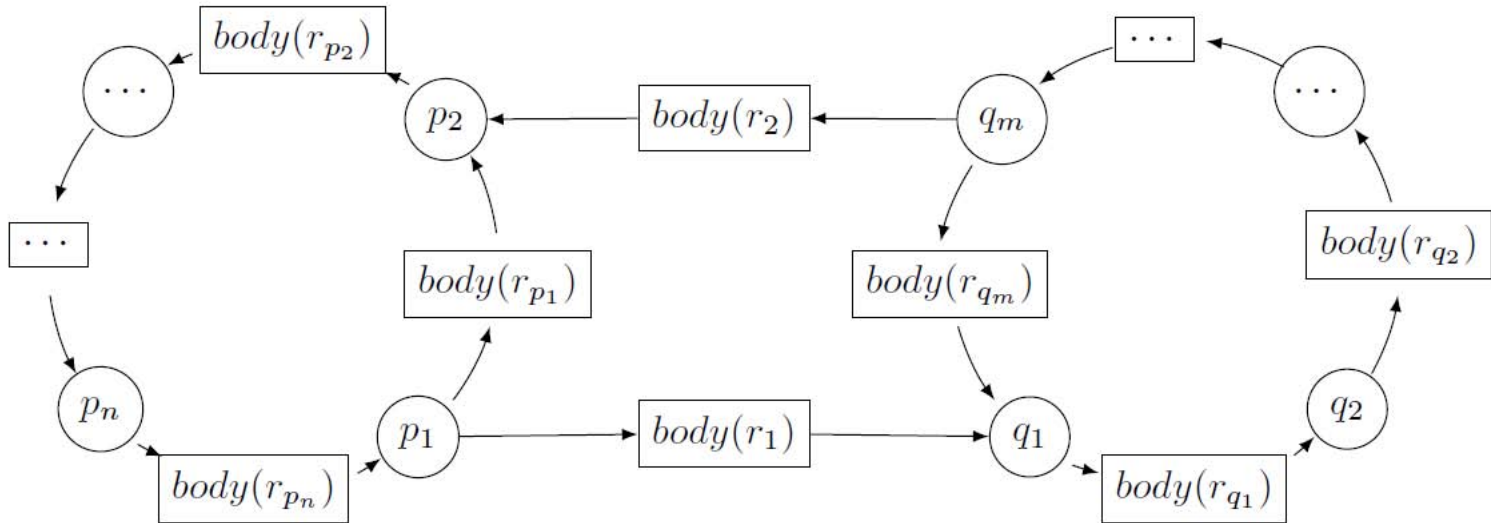 body(r_{p_2})
···
···
···
p_2
body(r_2)
q_m
···
body(r_{p_1})
body(r_{q_m})
body(r_{q_2})
···
p_n
p_1
body(r_1)
q_1
q_2
body(r_{p_n})
body(r_{q_1})